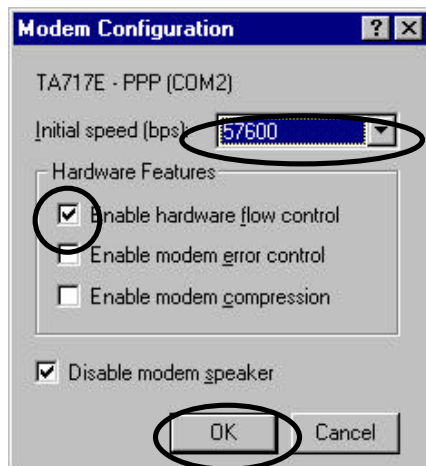 Modem Configuration
TA717E - PPP (COM2)
Initial speed (bps): 57600
Hardware Features
Enable hardware flow control
Enable modem error control
Enable modem compression
Disable modem speaker
OK Cancel